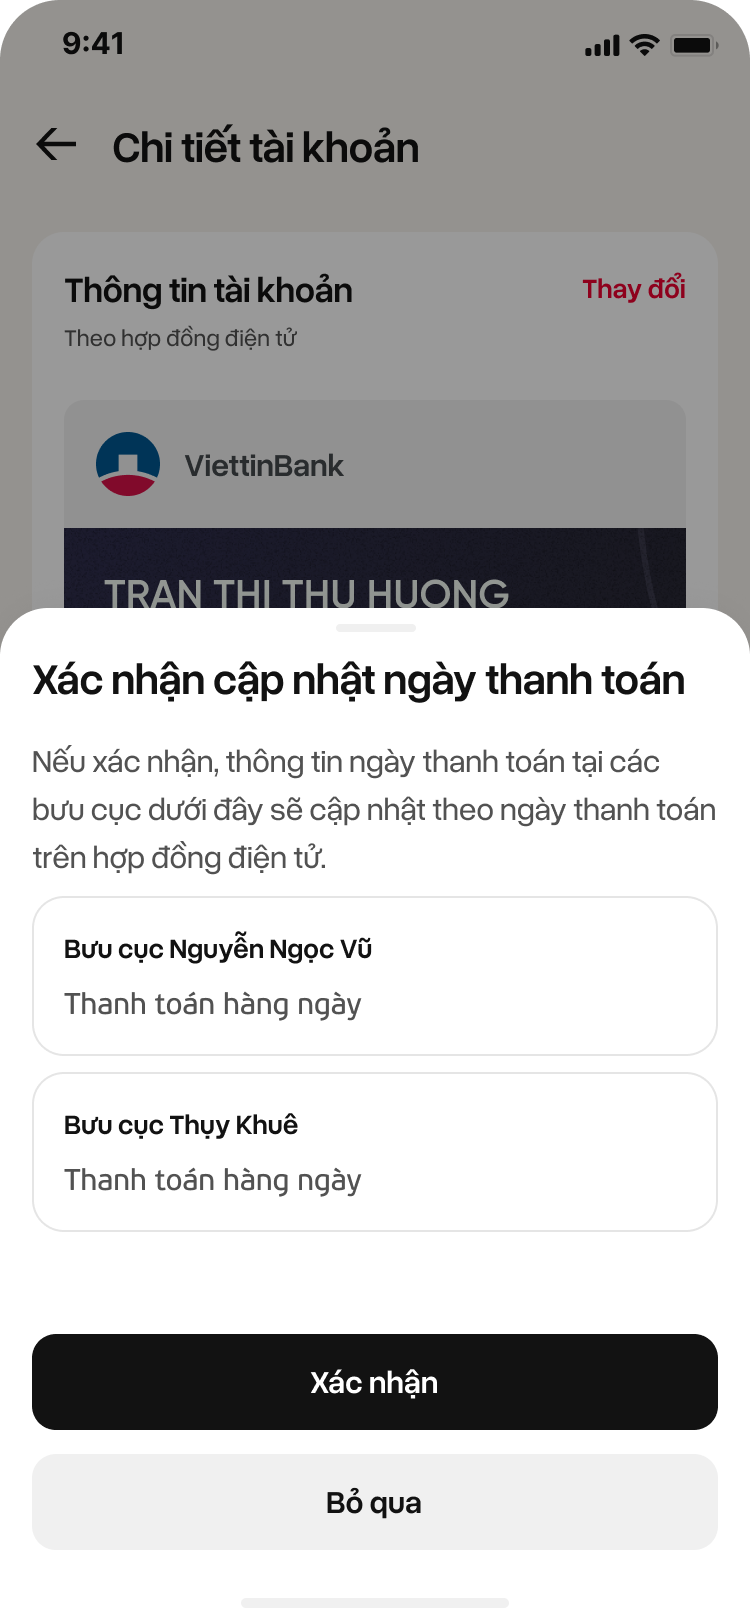 9:41
Chi tiết tài khoản
Thông tin tài khoản
Thay đổi
Theo hợp đồng điện tử
ViettinBank
TRAN THI THU HUONG
Xác nhận cập nhật ngày thanh toán
Nếu xác nhận, thông tin ngày thanh toán tại các
bưu cục dưới đây sẽ cập nhật theo ngày thanh toán
trên hợp đồng điện tử.
Bưu cục Nguyễn Ngọc Vũ
Thanh toán hàng ngày
Bưu cục Thụy Khuê
Thanh toán hàng ngày
Xác nhận
Bỏ qua